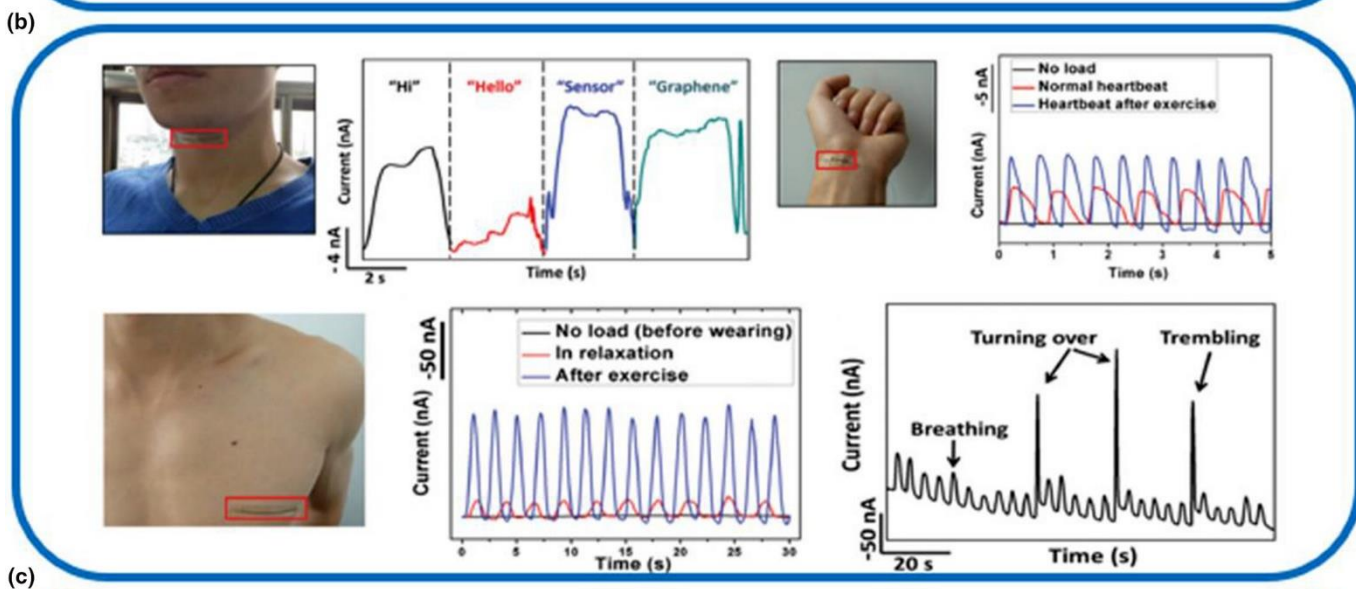 (b)
"Hi" "Hello" "Sensor" "Graphene"
Current (nA)
- 4 nA
2 s
Time (s)
-5 nA
No load
Normal heartbeat
Heartbeat after exercise
Current (nA)
0 1 2 3 4 5
Time (s)
-50 nA
No load (before wearing)
In relaxation
After exercise
Current (nA)
0 5 10 15 20 25 30
Time (s)
Turning over
Trembling
Breathing
Current (nA)
-50 nA
20 s
Time (s)
(c)